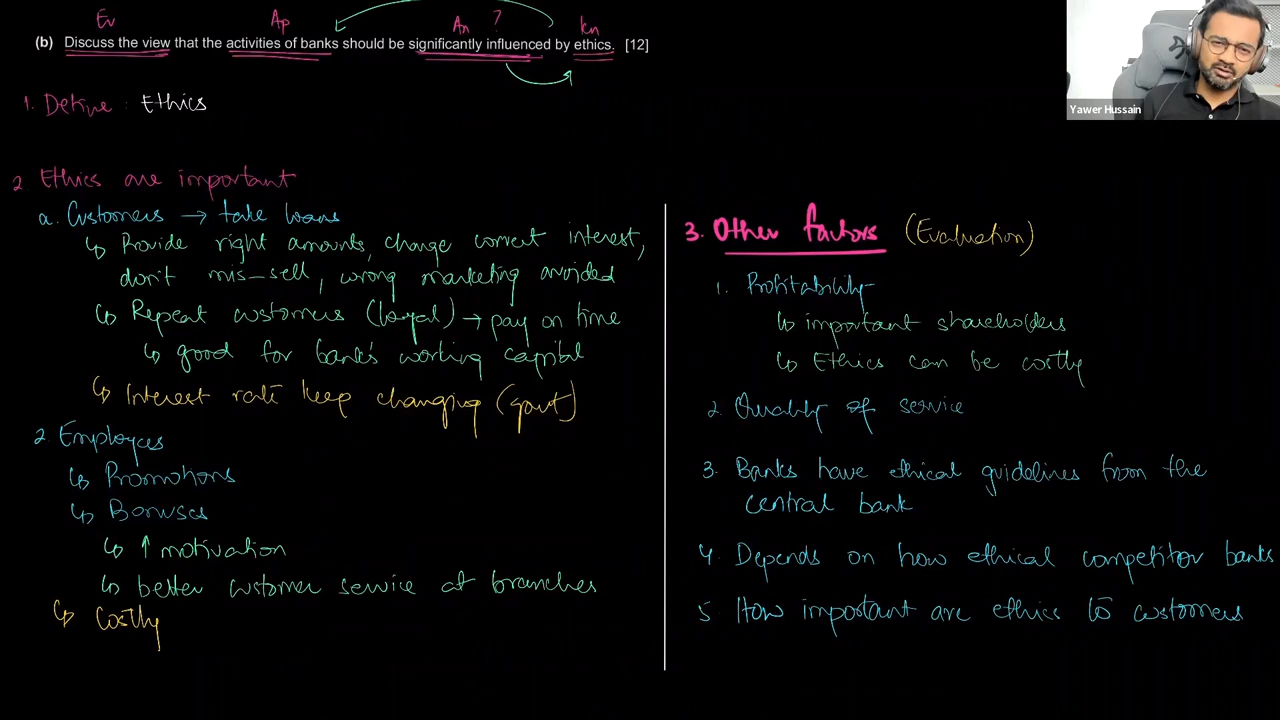 Ev Ap An ? kn
(b) Discuss the view that the activities of banks should be significantly influenced by ethics. [12]
Yawer Hussain
1. Define : Ethics
2 Ethics are important
a. Customers → take loans
↳ Provide right amounts, change correct interest,
don't mis-sell, wrong marketing avoided
↳ Repeat customers (loyal) → pay on time
↳ good for bank's working capital
↳ Interest rate keep changing (govt)
2 Employees
↳ Promotions
↳ Bonuses
↳ ↑ motivation
↳ better customer service at branches
↳ Costly
3. Other factors (Evaluation)
1. Profitability
↳ important shareholders
↳ Ethics can be costly
2. Quality of service
3. Banks have ethical guidelines from the
central bank
4. Depends on how ethical competitor banks
5. How important are ethics to customers